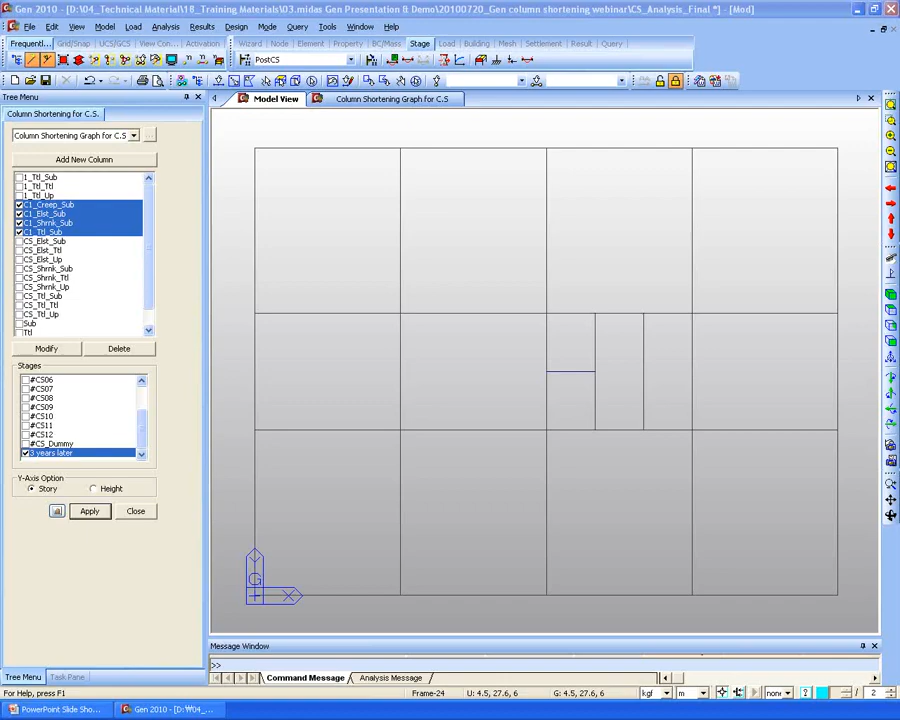 Gen 2010 - [D:\04_Technical Material\18_Training Materials\03.midas Gen Presentation & Demo\20100720_Gen column shortening webinar\CS_Analysis_Final *] - [Mod]
File Edit View Model Load Analysis Results Design Mode Query Tools Window Help
Frequentl... Grid/Snap UCS/GCS View Con... Activation Wizard Node Element Property BC/Mass Stage Load Building Mesh Settlement Result Query
PostCS
Tree Menu
Model View Column Shortening Graph for C.S
Column Shortening Graph for C.S.
Column Shortening Graph for C.S
Add New Column
1_Ttl_Sub
1_Ttl_Ttl
1_Ttl_Up
C1_Creep_Sub
C1_Elst_Sub
C1_Shrnk_Sub
C1_Ttl_Sub
CS_Elst_Sub
CS_Elst_Ttl
CS_Elst_Up
CS_Shrnk_Sub
CS_Shrnk_Ttl
CS_Shrnk_Up
CS_Ttl_Sub
CS_Ttl_Ttl
CS_Ttl_Up
Sub
Ttl
Modify Delete
Stages
#CS06
#CS07
#CS08
#CS09
#CS10
#CS11
#CS12
#CS_Dummy
3 years later
Y-Axis Option
Story Height
Apply Close
G
X
Message Window
>>
Tree Menu Task Pane
Command Message Analysis Message
For Help, press F1 Frame-24 U: 4.5, 27.6, 6 G: 4.5, 27.6, 6 kgf m none ? / 2
PowerPoint Slide Sho... Gen 2010 - [D:₩04_...